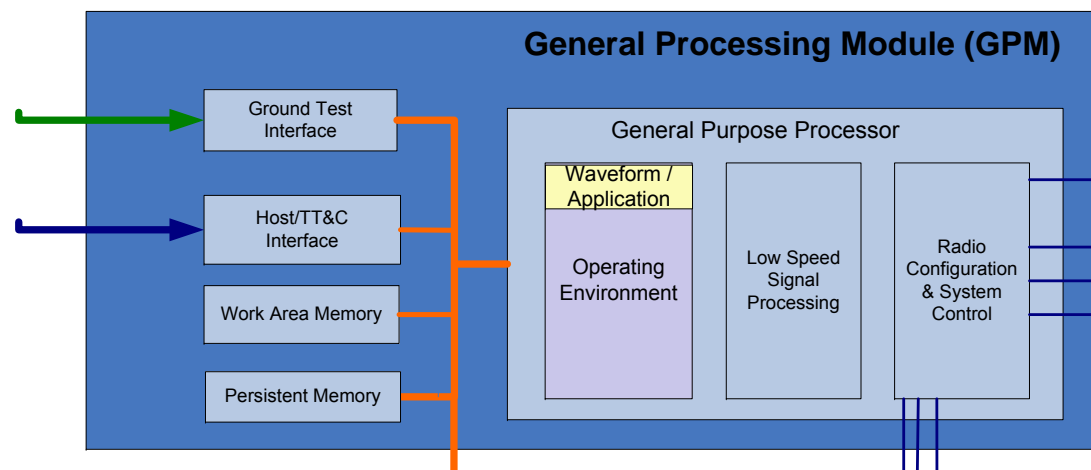 General Processing Module (GPM)
Ground Test
Interface
Host/TT&C
Interface
Work Area Memory
Persistent Memory
General Purpose Processor
Waveform /
Application
Operating
Environment
Low Speed
Signal
Processing
Radio
Configuration
& System
Control